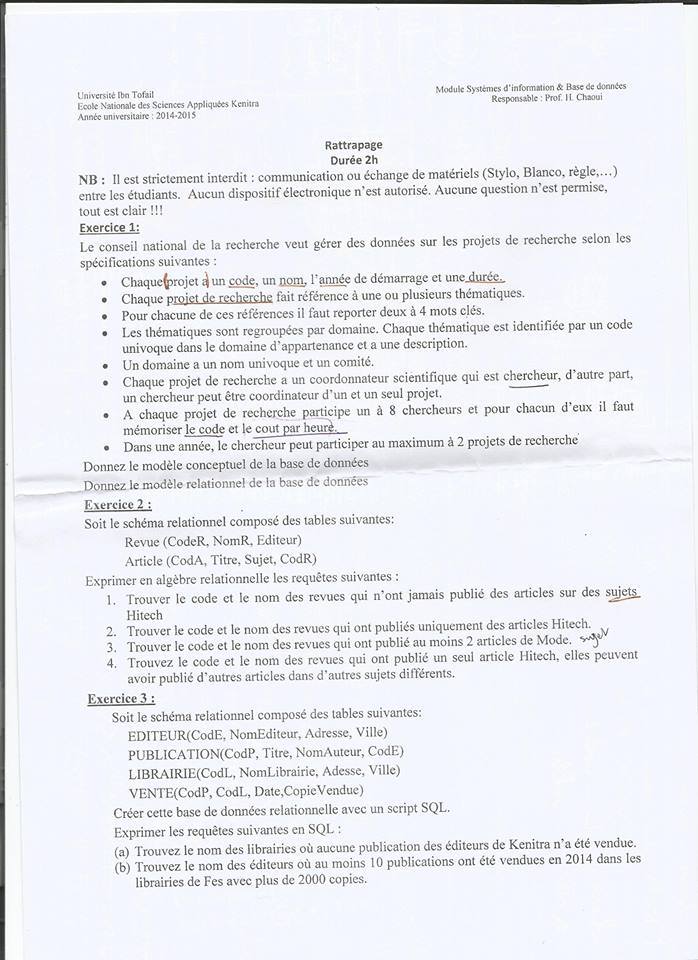 Université Ibn Tofail
Ecole Nationale des Sciences Appliquées Kenitra
Année universitaire : 2014-2015
Module Systèmes d'information & Base de données
Responsable : Prof. H. Chaoui
Rattrapage
Durée 2h
NB : Il est strictement interdit : communication ou échange de matériels (Stylo, Blanco, règle,…)
entre les étudiants. Aucun dispositif électronique n'est autorisé. Aucune question n'est permise,
tout est clair !!!
Exercice 1:
Le conseil national de la recherche veut gérer des données sur les projets de recherche selon les
spécifications suivantes :
• Chaque projet a un code, un nom, l'année de démarrage et une durée.
• Chaque projet de recherche fait référence à une ou plusieurs thématiques.
• Pour chacune de ces références il faut reporter deux à 4 mots clés.
• Les thématiques sont regroupées par domaine. Chaque thématique est identifiée par un code
univoque dans le domaine d'appartenance et a une description.
• Un domaine a un nom univoque et un comité.
• Chaque projet de recherche a un coordonnateur scientifique qui est chercheur, d'autre part,
un chercheur peut être coordinateur d'un et un seul projet.
• A chaque projet de recherche participe un à 8 chercheurs et pour chacun d'eux il faut
mémoriser le code et le cout par heure.
• Dans une année, le chercheur peut participer au maximum à 2 projets de recherche
Donnez le modèle conceptuel de la base de données
Donnez le modèle relationnel de la base de données
Exercice 2 :
Soit le schéma relationnel composé des tables suivantes:
Revue (CodeR, NomR, Editeur)
Article (CodA, Titre, Sujet, CodR)
Exprimer en algèbre relationnelle les requêtes suivantes :
1. Trouver le code et le nom des revues qui n'ont jamais publié des articles sur des sujets
Hitech
2. Trouver le code et le nom des revues qui ont publiés uniquement des articles Hitech.
3. Trouver le code et le nom des revues qui ont publié au moins 2 articles de Mode. sujet
4. Trouvez le code et le nom des revues qui ont publié un seul article Hitech, elles peuvent
avoir publié d'autres articles dans d'autres sujets différents.
Exercice 3 :
Soit le schéma relationnel composé des tables suivantes:
EDITEUR(CodE, NomEditeur, Adresse, Ville)
PUBLICATION(CodP, Titre, NomAuteur, CodE)
LIBRAIRIE(CodL, NomLibrairie, Adesse, Ville)
VENTE(CodP, CodL, Date,CopieVendue)
Créer cette base de données relationnelle avec un script SQL.
Exprimer les requêtes suivantes en SQL :
(a) Trouvez le nom des librairies où aucune publication des éditeurs de Kenitra n'a été vendue.
(b) Trouvez le nom des éditeurs où au moins 10 publications ont été vendues en 2014 dans les
librairies de Fes avec plus de 2000 copies.